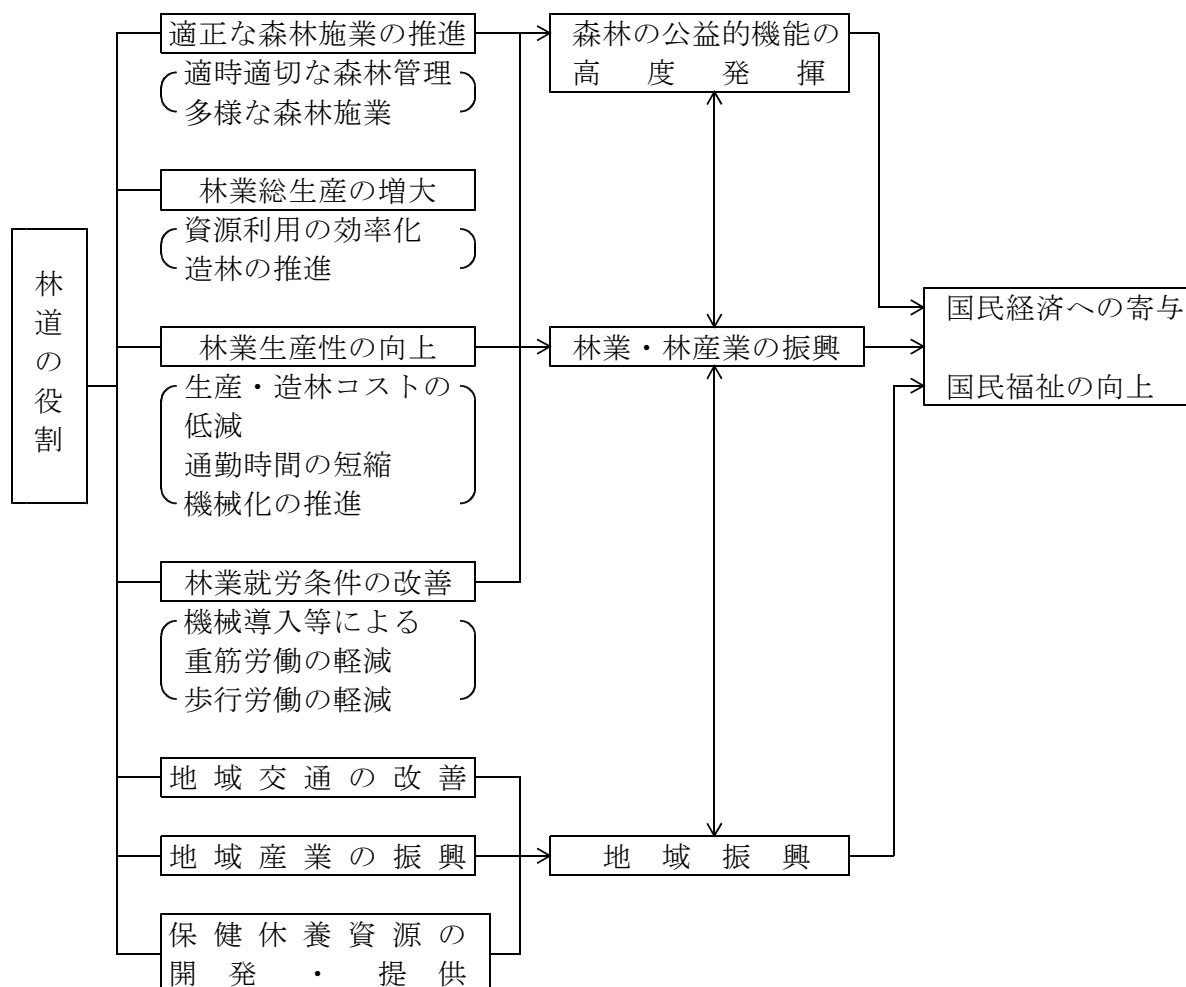 林道の役割
適正な森林施業の推進
適時適切な森林管理
多様な森林施業
林業総生産の増大
資源利用の効率化
造林の推進
林業生産性の向上
生産・造林コストの
低減
通勤時間の短縮
機械化の推進
林業就労条件の改善
機械導入等による
重筋労働の軽減
歩行労働の軽減
地域交通の改善
地域産業の振興
保健休養資源の
開発・提供
森林の公益的機能の
高度発揮
林業・林産業の振興
地域振興
国民経済への寄与
国民福祉の向上